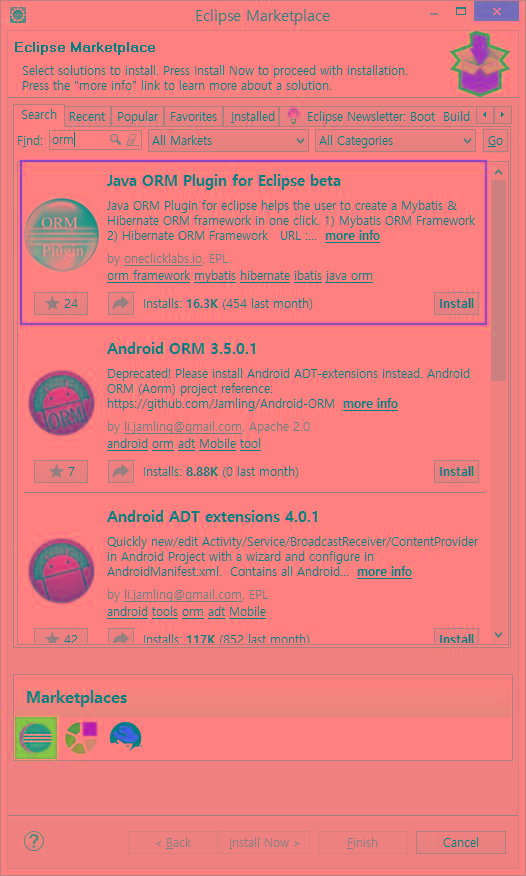 Eclipse Marketplace
Eclipse Marketplace
Select solutions to install. Press Install Now to proceed with installation.
Press the "more info" link to learn more about a solution.
Search Recent Popular Favorites Installed Eclipse Newsletter: Boot Build
Find: orm All Markets All Categories Go
Java ORM Plugin for Eclipse beta
Java ORM Plugin for eclipse helps the user to create a Mybatis &
Hibernate ORM framework in one click. 1) Mybatis ORM Framework
2) Hibernate ORM Framework URL :... more info
ORM
Plugin
by oneclicklabs.io, EPL
orm framework mybatis hibernate ibatis java orm
24 Installs: 16.3K (454 last month) Install
Android ORM 3.5.0.1
Deprecated! Please install Android ADT-extensions instead. Android
ORM (Aorm) project reference:
https://github.com/Jamling/Android-ORM more info
ORM
by li.jamling@gmail.com, Apache 2.0
android orm adt Mobile tool
7 Installs: 8.88K (0 last month) Install
Android ADT extensions 4.0.1
Quickly new/edit Activity/Service/BroadcastReceiver/ContentProvider
in Android Project with a wizard and configure in
AndroidManifest.xml. Contains all Android... more info
by li.jamling@gmail.com, EPL
android tools orm adt Mobile
42 Installs: 117K (852 last month) Install
Marketplaces
? < Back Install Now > Finish Cancel